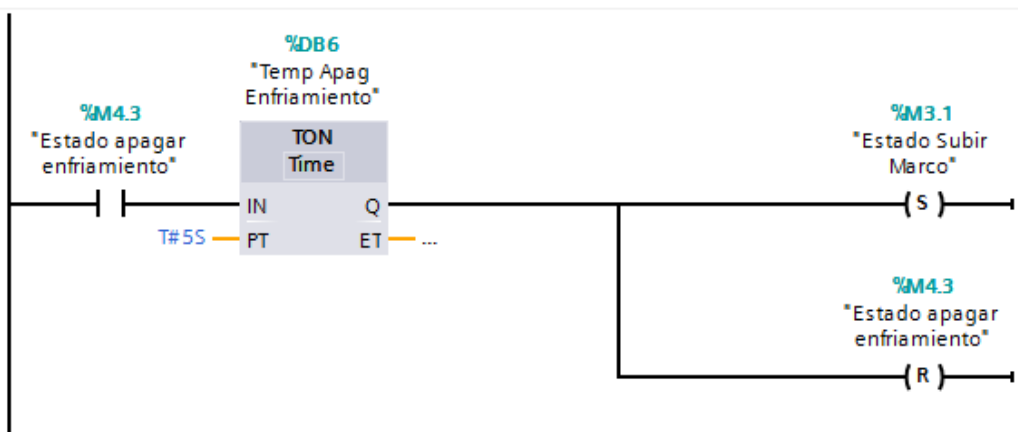 %DB6
"Temp Apag
Enfriamiento"
%M4.3
"Estado apagar
enfriamiento"
TON
Time
IN
Q
T#5S
PT
ET
...
%M3.1
"Estado Subir
Marco"
S
%M4.3
"Estado apagar
enfriamiento"
R